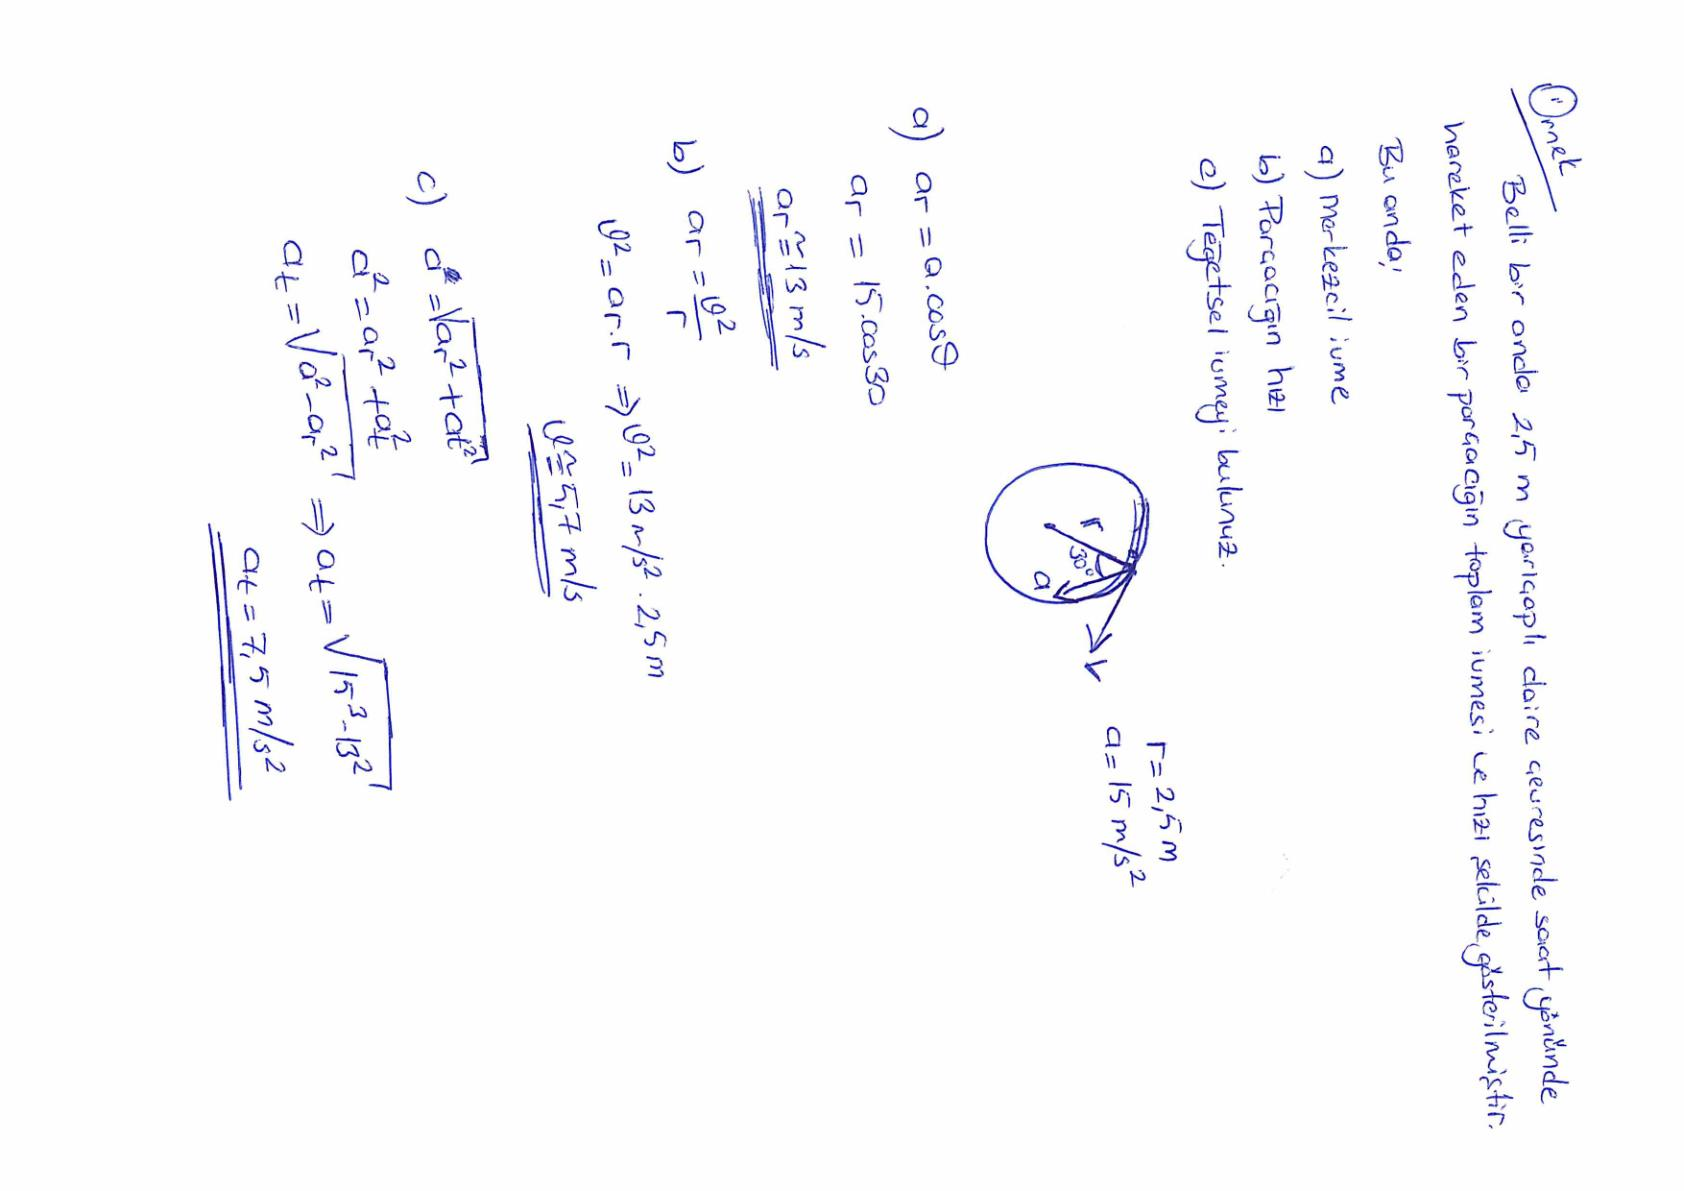 Örnek
Belli bir anda 2,5 m yarıçaplı daire çevresinde saat yönünde
hareket eden bir parçacığın toplam ivmesi ve hızı şekilde gösterilmiştir.
Bu anda;
a) Merkezcil ivme
b) Parçacığın hızı
c) Teğetsel ivmeyi bulunuz.
r
30°
a
V
r = 2,5 m
a = 15 m/s²
a) ar = a.cosθ
ar = 15.cos30
ar ≅ 13 m/s
b) ar = ϑ²/r
ϑ² = ar.r ⇒ ϑ² = 13 m/s² . 2,5 m
ϑ ≅ 5,7 m/s
c) a = √ar² + at²
a² = ar² + at²
at = √a² - ar² ⇒ at = √15³ - 13²
at = 7,5 m/s²